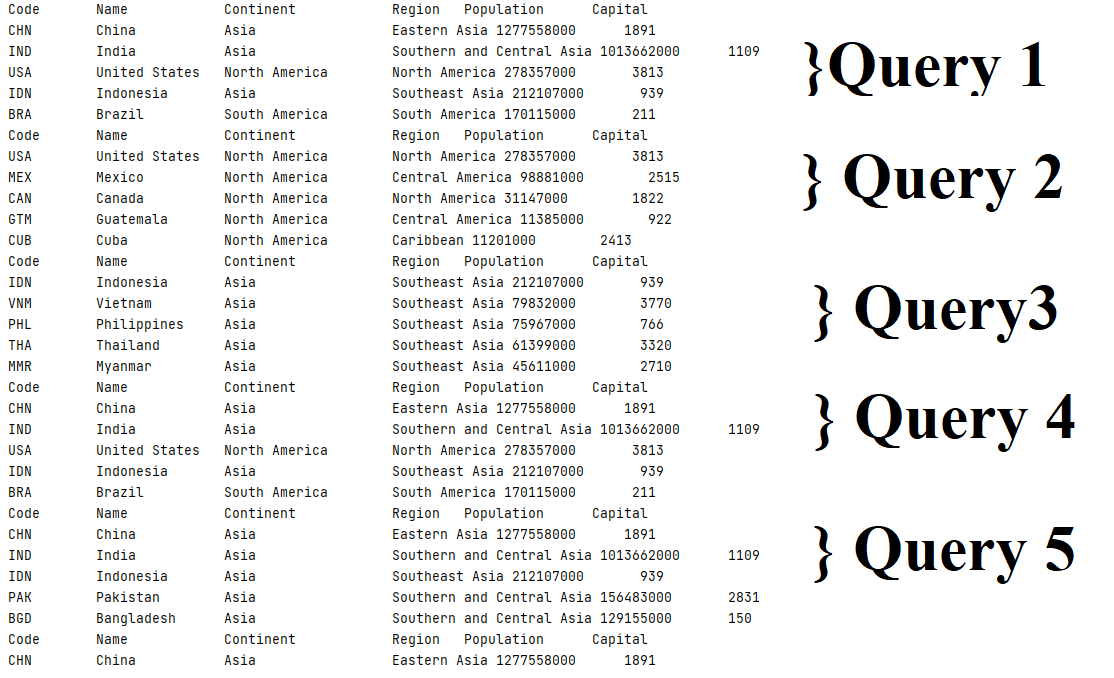 Code Name Continent Region Population Capital
CHN China Asia Eastern Asia 1277558000 1891
IND India Asia Southern and Central Asia 1013662000 1109
USA United States North America North America 278357000 3813
}Query 1
IDN Indonesia Asia Southeast Asia 212107000 939
BRA Brazil South America South America 170115000 211
Code Name Continent Region Population Capital
USA United States North America North America 278357000 3813
MEX Mexico North America Central America 98881000 2515
} Query 2
CAN Canada North America North America 31147000 1822
GTM Guatemala North America Central America 11385000 922
CUB Cuba North America Caribbean 11201000 2413
Code Name Continent Region Population Capital
IDN Indonesia Asia Southeast Asia 212107000 939
VNM Vietnam Asia Southeast Asia 79832000 3770
} Query3
PHL Philippines Asia Southeast Asia 75967000 766
THA Thailand Asia Southeast Asia 61399000 3320
MMR Myanmar Asia Southeast Asia 45611000 2710
Code Name Continent Region Population Capital
CHN China Asia Eastern Asia 1277558000 1891
} Query 4
IND India Asia Southern and Central Asia 1013662000 1109
USA United States North America North America 278357000 3813
IDN Indonesia Asia Southeast Asia 212107000 939
BRA Brazil South America South America 170115000 211
Code Name Continent Region Population Capital
CHN China Asia Eastern Asia 1277558000 1891
} Query 5
IND India Asia Southern and Central Asia 1013662000 1109
IDN Indonesia Asia Southeast Asia 212107000 939
PAK Pakistan Asia Southern and Central Asia 156483000 2831
BGD Bangladesh Asia Southern and Central Asia 129155000 150
Code Name Continent Region Population Capital
CHN China Asia Eastern Asia 1277558000 1891